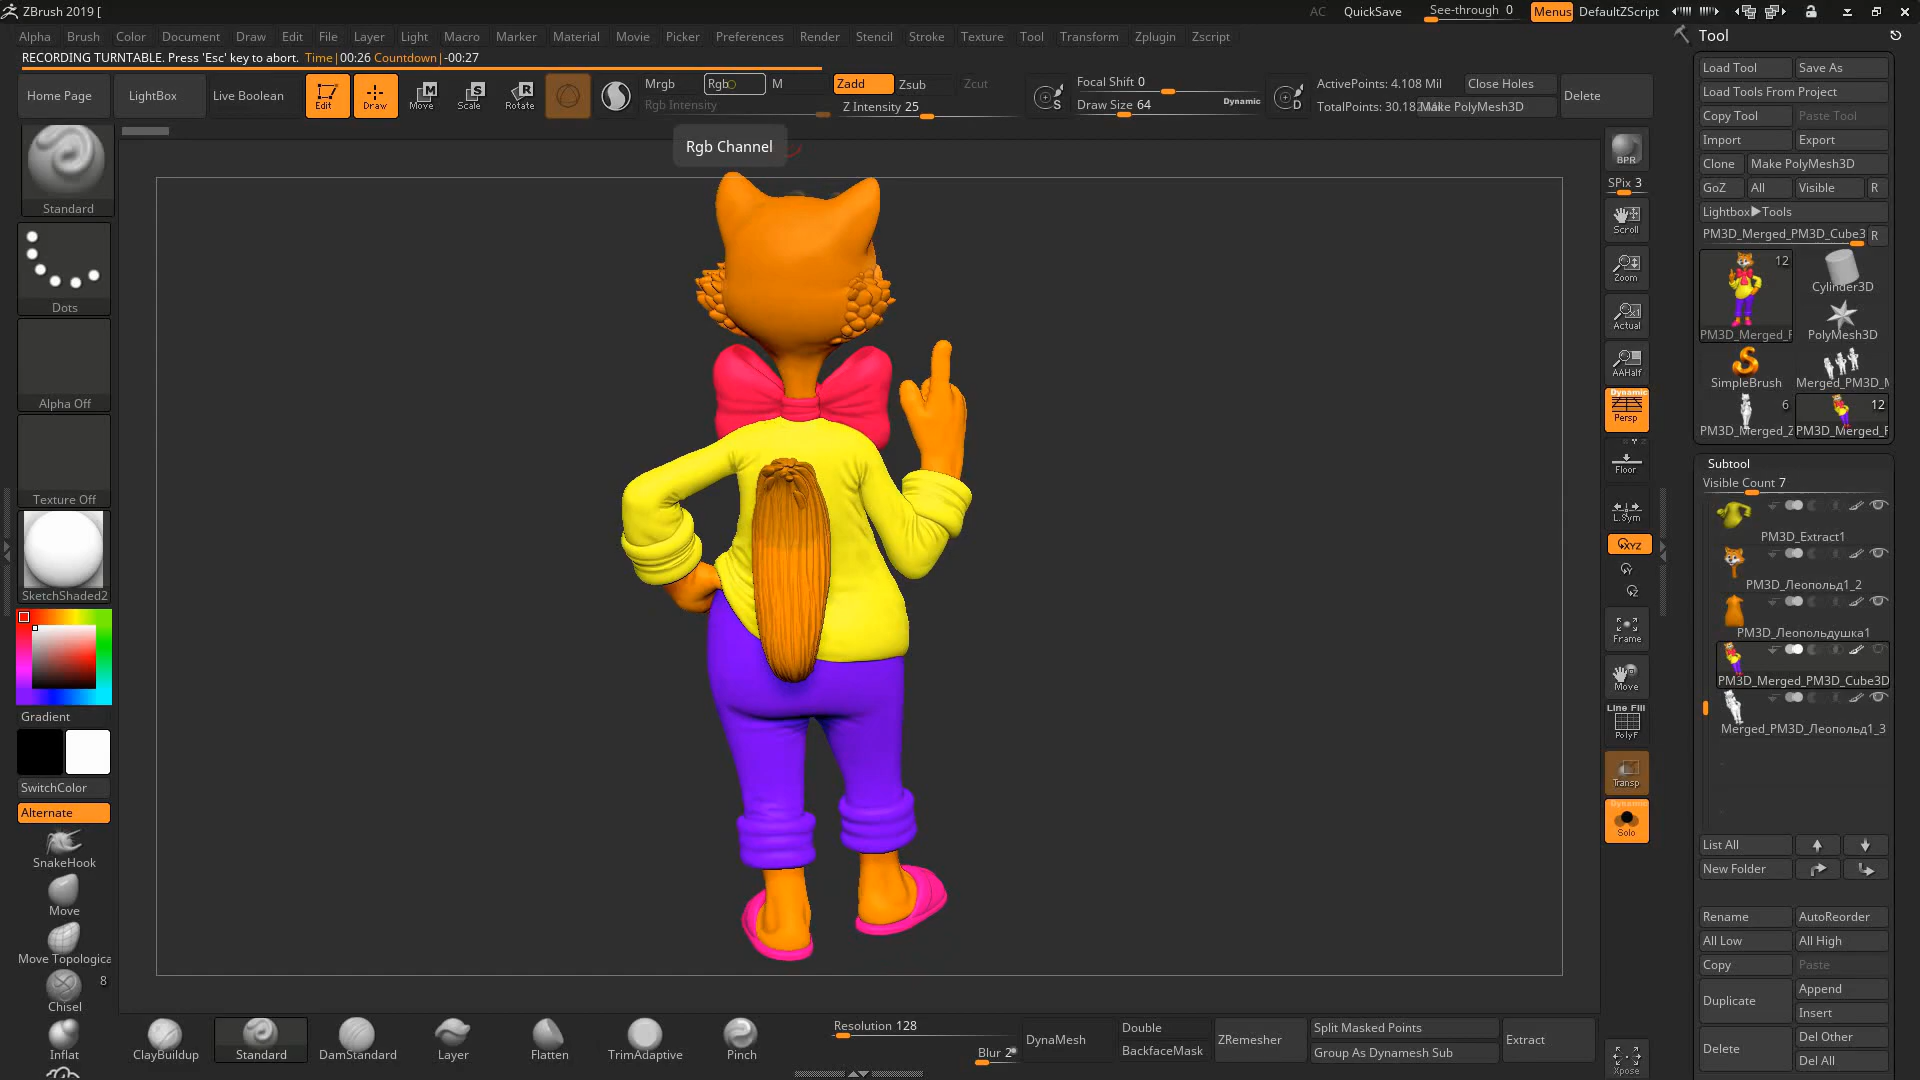 ZBrush 2019 [
AC QuickSave See-through 0 Menus DefaultZScript
Alpha Brush Color Document Draw Edit File Layer Light Macro Marker Material Movie Picker Preferences Render Stencil Stroke Texture Tool Transform Zplugin Zscript
RECORDING TURNTABLE. Press 'Esc' key to abort. Time|00:26 Countdown|-00:27
Home Page LightBox Live Boolean Edit Draw Move Scale Rotate
Mrgb Rgb M Zadd Zsub Zcut
Rgb Intensity Z Intensity 25
Focal Shift 0
Draw Size 64 Dynamic
S D
ActivePoints: 4.108 Mil Close Holes
TotalPoints: 30.182 Mil Make PolyMesh3D
Delete
Rgb Channel
Standard
Dots
Alpha Off
Texture Off
SketchShaded2
Gradient
SwitchColor
Alternate
SnakeHook
Move
Move Topologica
8
Chisel
Inflat
ClayBuildup Standard DamStandard Layer Flatten TrimAdaptive Pinch
Resolution 128
Blur 2
DynaMesh
Double
BackfaceMask
ZRemesher
Split Masked Points
Group As Dynamesh Sub
Extract
BPR
SPix 3
Scroll
Zoom
Actual
AAHalf
Dynamic
Persp
Floor
L.Sym
XYZ
Y
Z
Frame
Move
Line Fill
PolyF
Transp
Dynamic
Solo
Xpose
Tool
Load Tool Save As
Load Tools From Project
Copy Tool Paste Tool
Import Export
Clone Make PolyMesh3D
GoZ All Visible R
Lightbox▶Tools
PM3D_Merged_PM3D_Cube3 R
12
Cylinder3D
PM3D_Merged_F PolyMesh3D
SimpleBrush Merged_PM3D_M
6 12
PM3D_Merged_Z PM3D_Merged_F
Subtool
Visible Count 7
PM3D_Extract1
PM3D_Леопольд1_2
PM3D_Леопольдушка1
PM3D_Merged_PM3D_Cube3D
Merged_PM3D_Леопольд1_3
List All
New Folder
Rename AutoReorder
All Low All High
Copy Paste
Duplicate Append
Insert
Delete Del Other
Del All